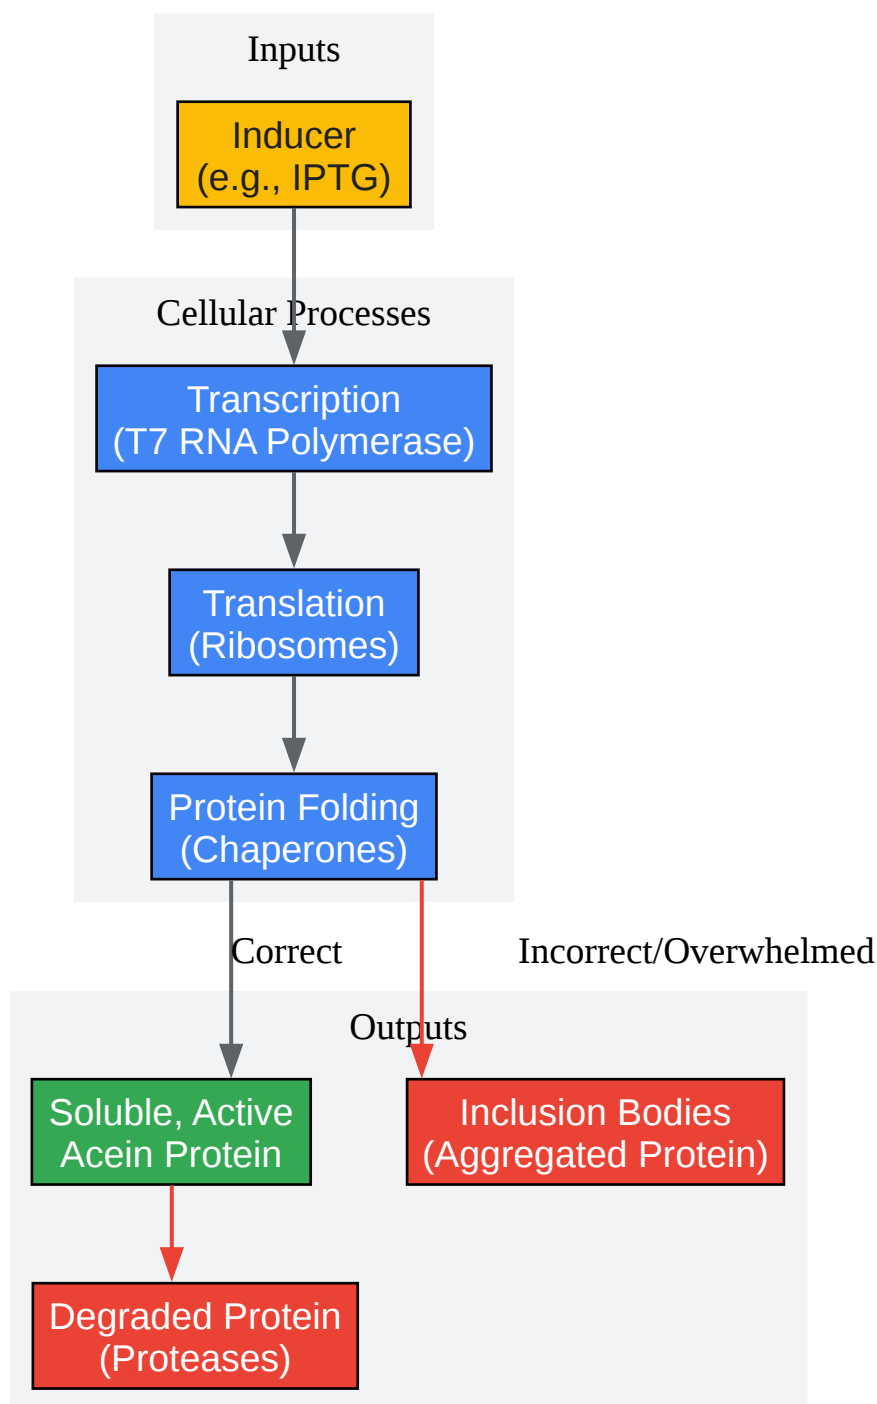 Inputs
Inducer
(e.g., IPTG)
Cellular Processes
Transcription
(T7 RNA Polymerase)
Translation
(Ribosomes)
Protein Folding
(Chaperones)
Correct
Incorrect/Overwhelmed
Outputs
Soluble, Active
Acein Protein
Inclusion Bodies
(Aggregated Protein)
Degraded Protein
(Proteases)